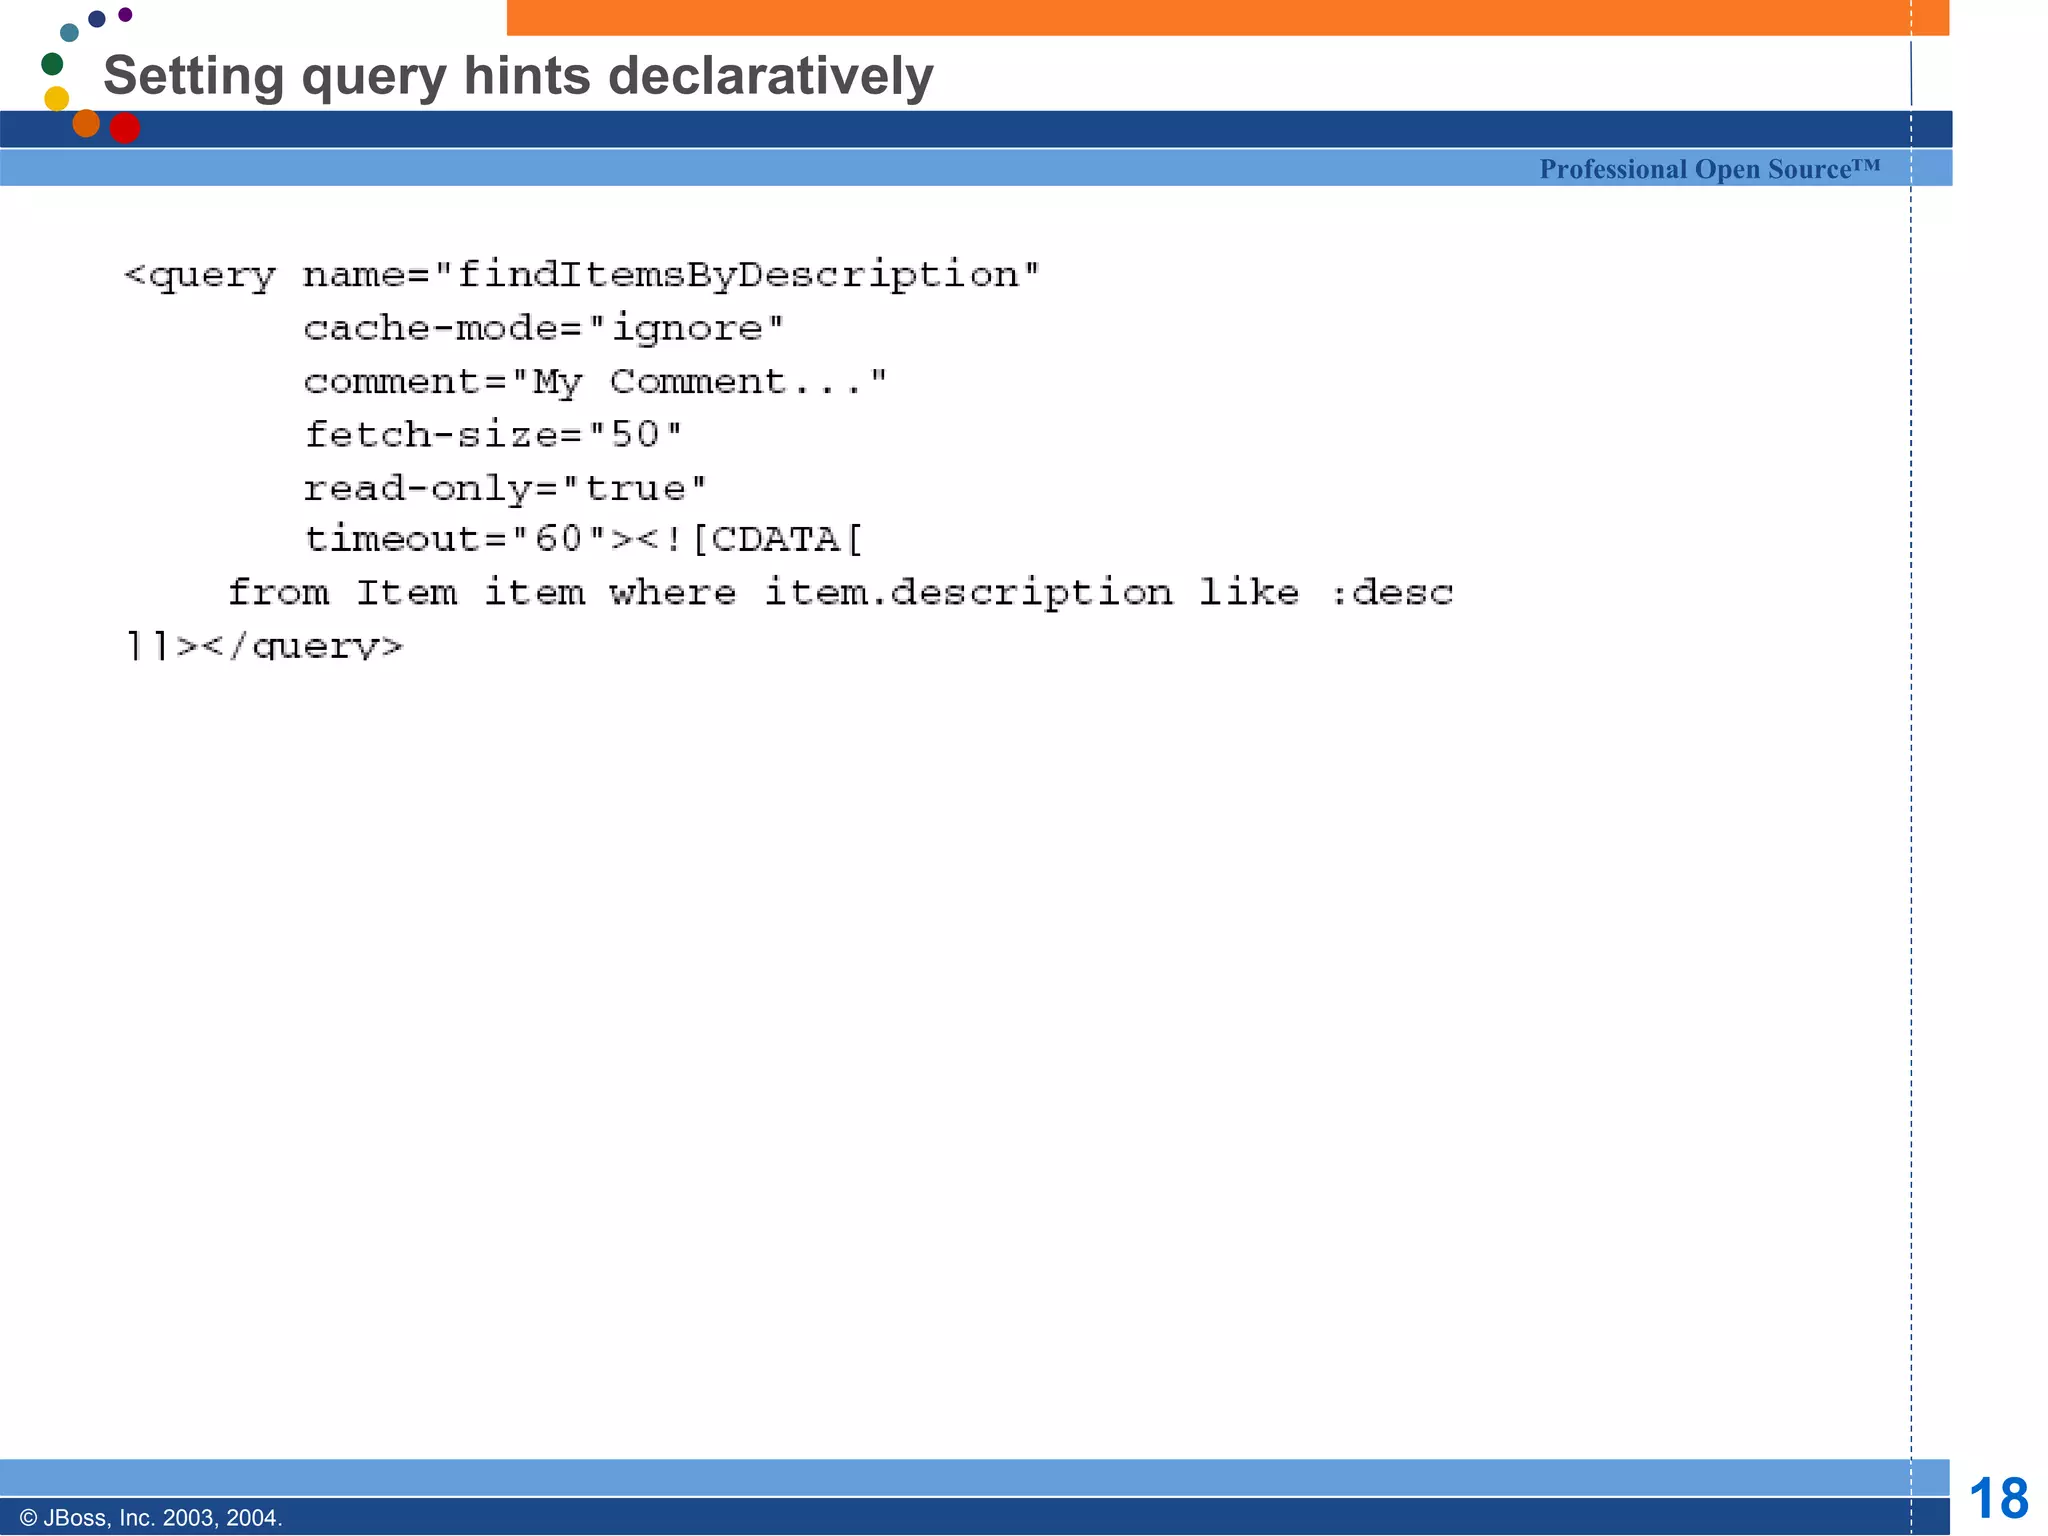 Setting query hints declaratively
Professional Open Source™
<query name="findItemsByDescription"
cache-mode="ignore"
comment="My Comment..."
fetch-size="50"
read-only="true"
timeout="60"><![CDATA[
from Item item where item.description like :desc
]]></query>
© JBoss, Inc. 2003, 2004.
18